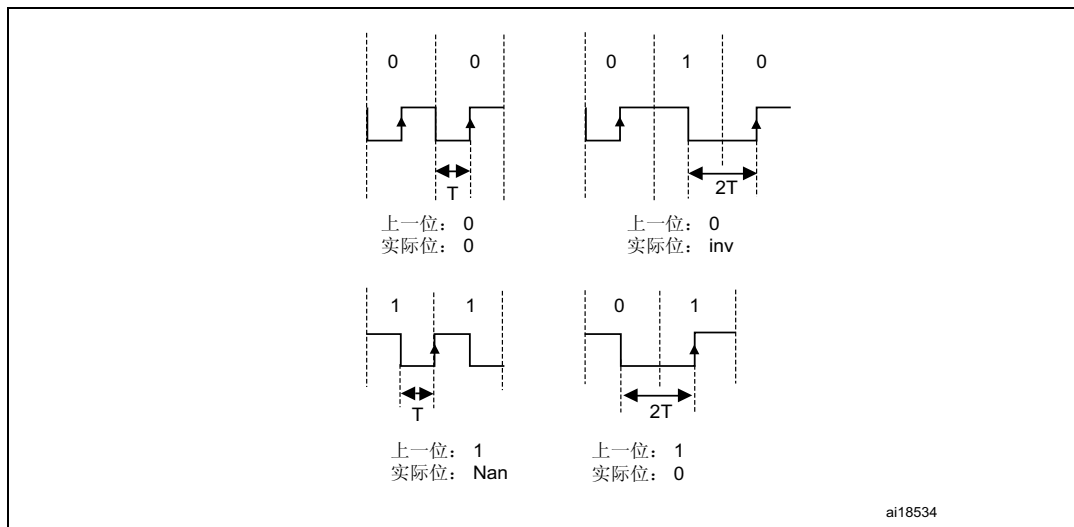 0 0
T
上一位: 0
实际位: 0
0 1 0
2T
上一位: 0
实际位: inv
1 1
T
上一位: 1
实际位: Nan
0 1
2T
上一位: 1
实际位: 0
ai18534